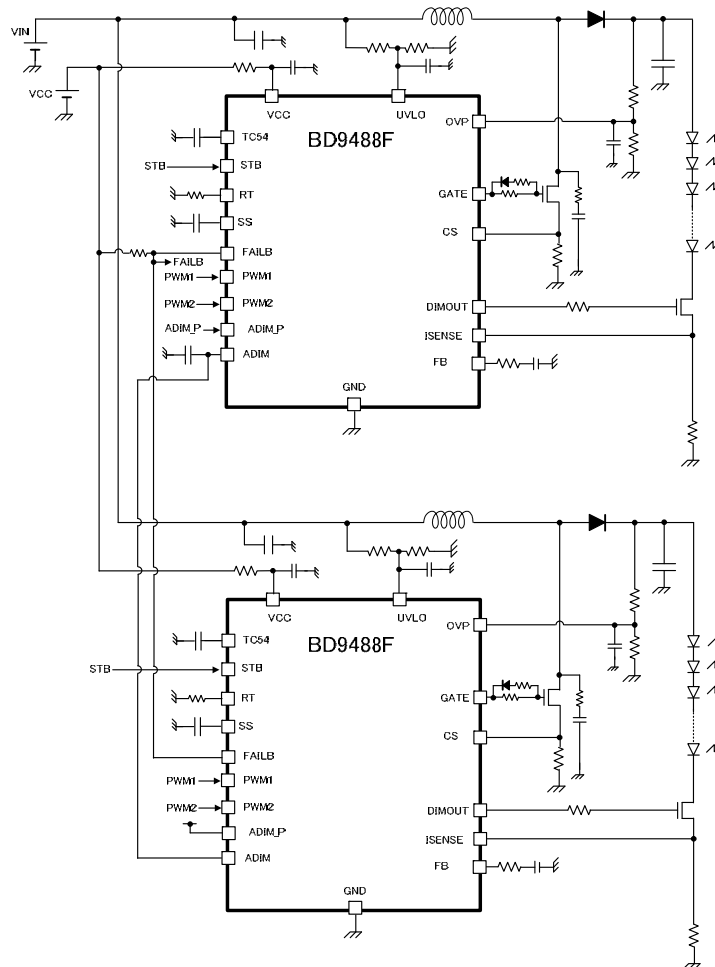 VIN
VCC
VCC
UVLO
BD9488F
OVP
TC54
STB
STB
RT
GATE
SS
CS
FAILB
FAILB
PWM1
PWM1
PWM2
PWM2
DIMOUT
ADIM_P
ADIM_P
ISENSE
ADIM
FB
GND
VCC
UVLO
BD9488F
OVP
TC54
STB
STB
RT
GATE
SS
CS
FAILB
PWM1
PWM1
PWM2
PWM2
DIMOUT
ADIM_P
ISENSE
ADIM
FB
GND